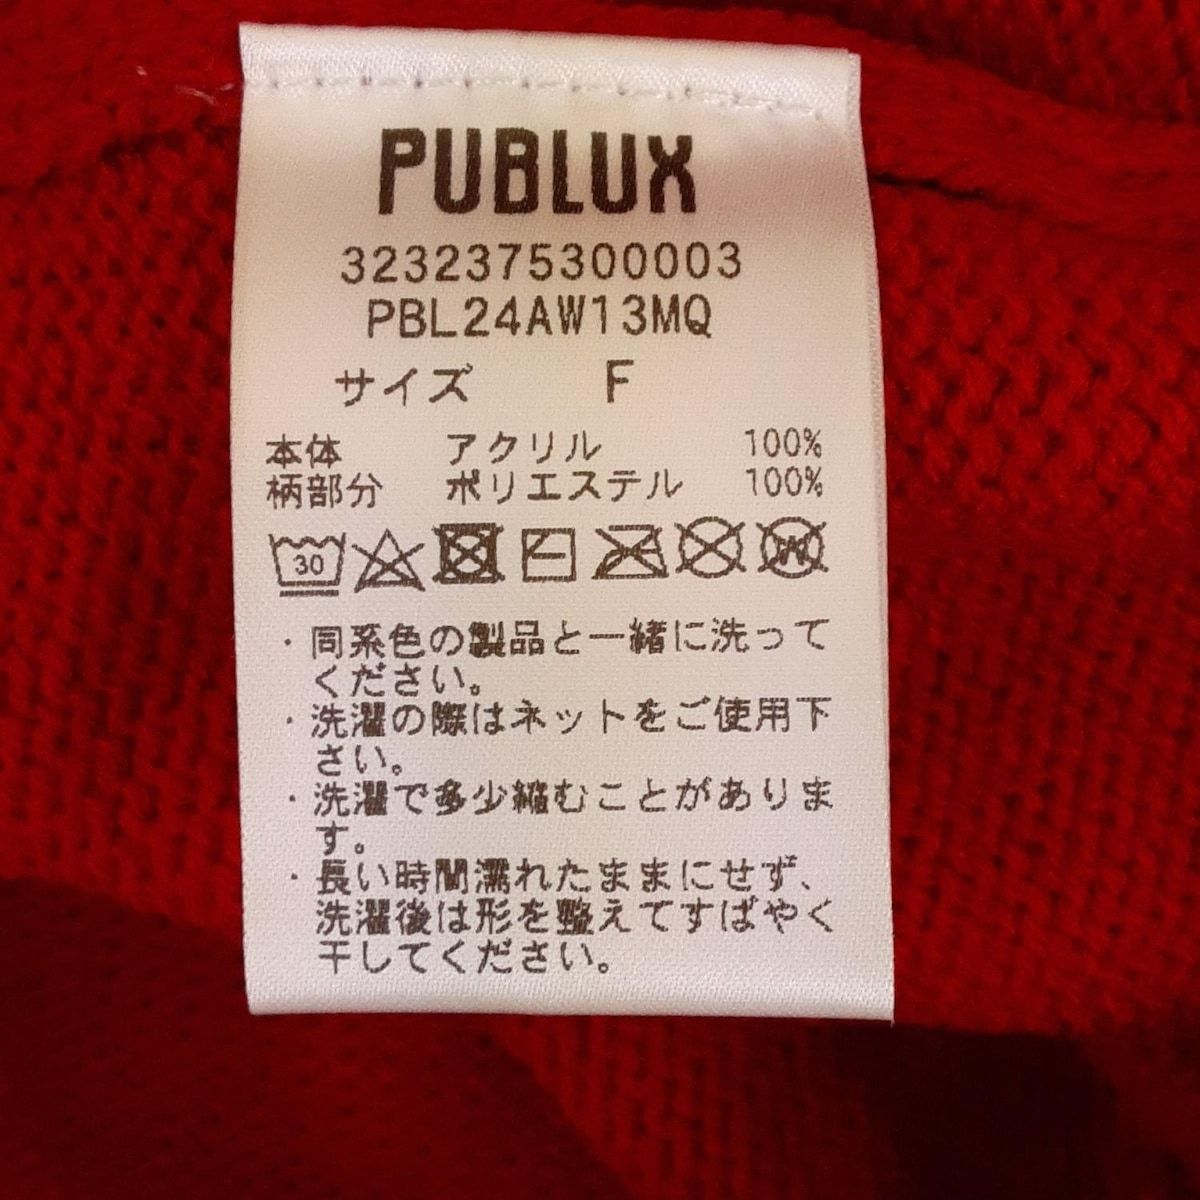 PUBLUX
3232375300003
PBL24AW13MQ
サイズ F
本体 アクリル 100%
柄部分 ポリエステル 100%
30 W
・同系色の製品と一緒に洗って
ください。
・洗濯の際はネットをご使用下
さい。
・洗濯で多少縮むことがありま
す。
・長い時間濡れたままにせず、
洗濯後は形を整えてすばやく
干してください。